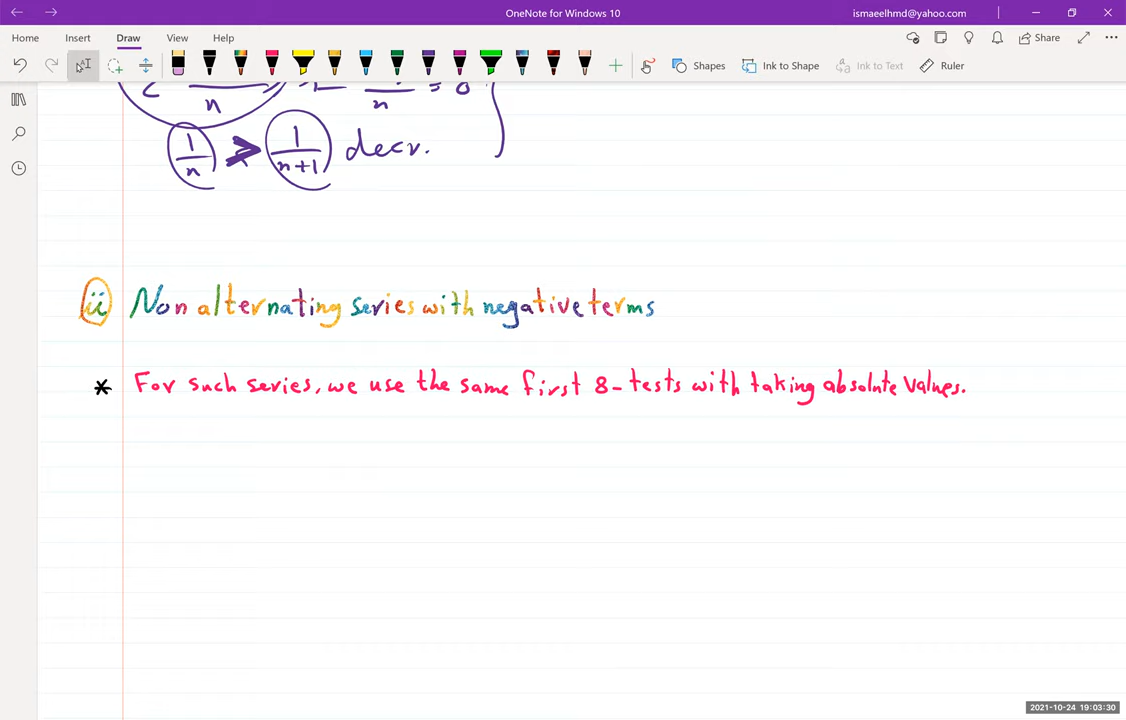 OneNote for Windows 10
ismaeelhmd@yahoo.com
Home Insert Draw View Help
Share
Shapes Ink to Shape Ink to Text Ruler
n n = 0
1/n ≥ 1/n+1 decr.
ii Non alternating series with negative terms
* For such series, we use the same first 8-tests with taking absolute values.
2021-10-24 19:03:30